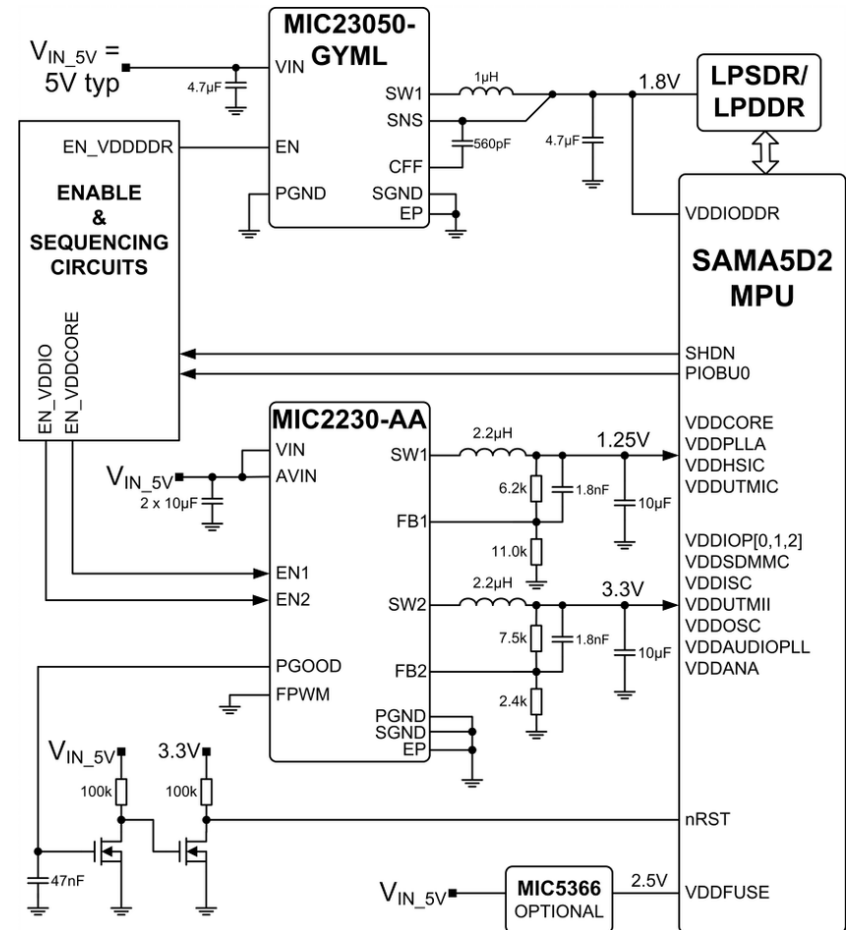 MIC23050-
GYML
V_IN_5V =
5V typ
4.7µF
VIN
SW1
SNS
CFF
EN
PGND
SGND
EP
1µH
560pF
4.7µF
1.8V
LPSDR/
LPDDR
EN_VDDDDR
ENABLE
&
SEQUENCING
CIRCUITS
EN_VDDIO
EN_VDDCORE
VDDIODDR
SAMA5D2
MPU
SHDN
PIOBU0
MIC2230-AA
VIN
AVIN
V_IN_5V
2 x 10µF
SW1
FB1
EN1
EN2
SW2
FB2
PGOOD
FPWM
PGND
SGND
EP
2.2µH
1.25V
6.2k
1.8nF
10µF
11.0k
2.2µH
3.3V
7.5k
1.8nF
10µF
2.4k
VDDCORE
VDDPLLA
VDDHSIC
VDDUTMIC
VDDIOP[0,1,2]
VDDSDMMC
VDDISC
VDDUTMII
VDDOSC
VDDAUDIOPLL
VDDANA
V_IN_5V
3.3V
100k
100k
47nF
nRST
V_IN_5V
MIC5366
OPTIONAL
2.5V
VDDFUSE